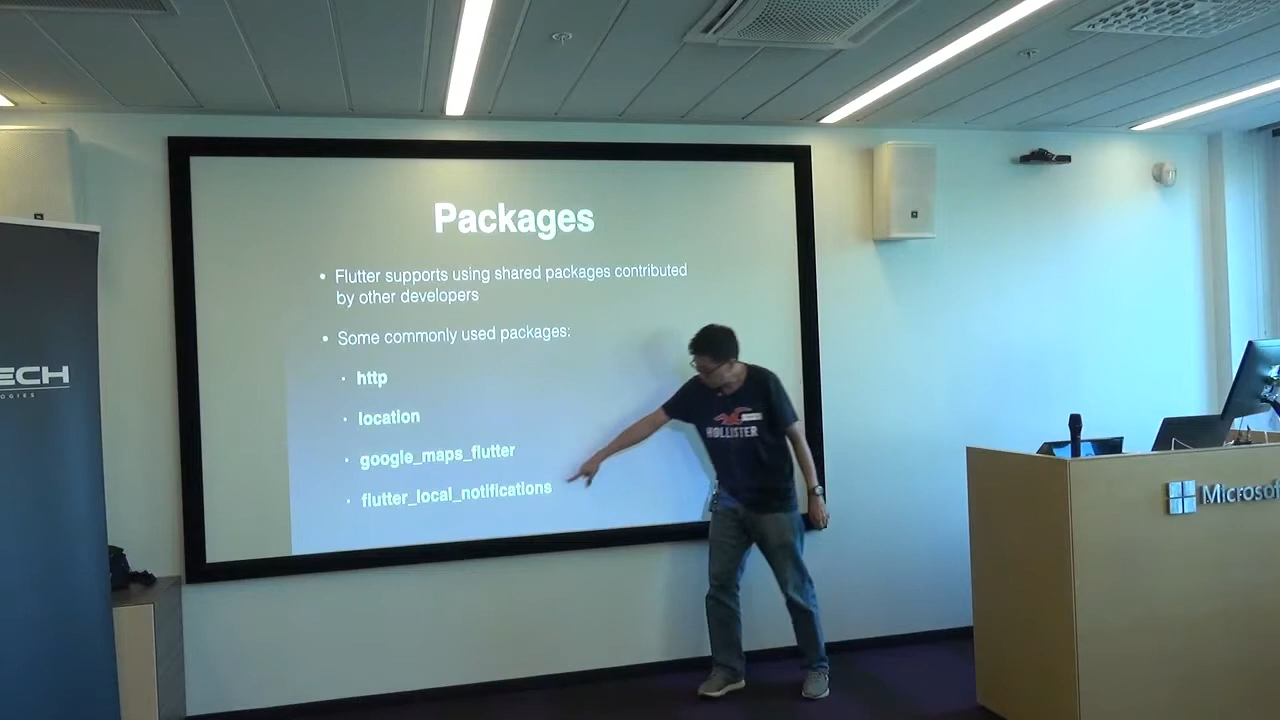 Packages
• Flutter supports using shared packages contributed
by other developers
• Some commonly used packages:
· http
· location
· google_maps_flutter
· flutter_local_notifications
HOLLISTER
ECH
OGIES
Microsof